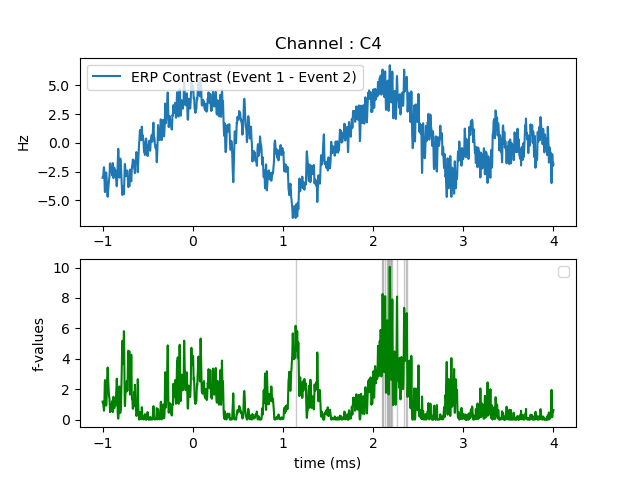 Channel : C4
ERP Contrast (Event 1 - Event 2)
Hz
5.0
2.5
0.0
−2.5
−5.0
−1 0 1 2 3 4
f-values
10
8
6
4
2
0
−1 0 1 2 3 4
time (ms)